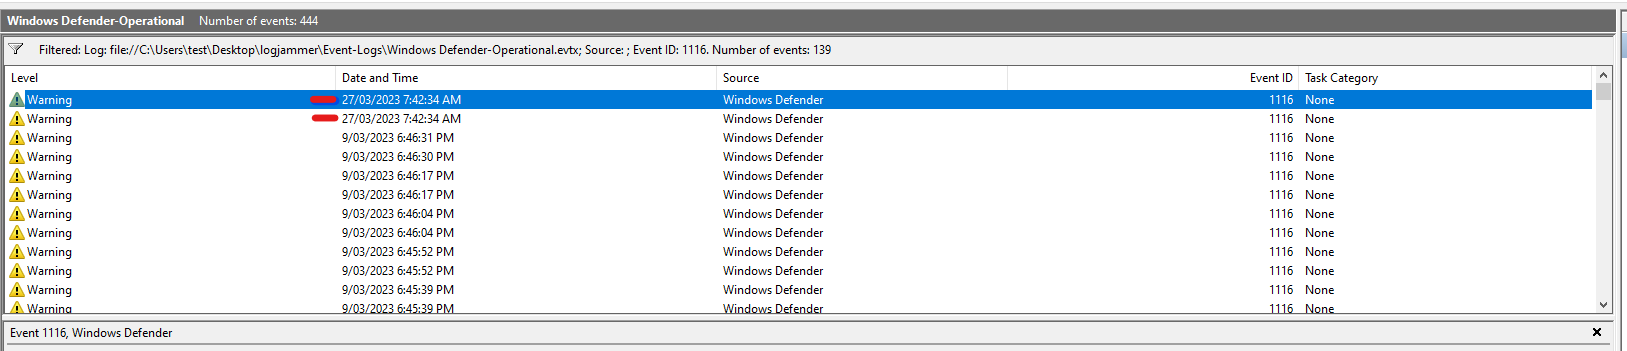 Windows Defender-Operational Number of events: 444
Filtered: Log: file://C:\Users\test\Desktop\logjammer\Event-Logs\Windows Defender-Operational.evtx; Source: ; Event ID: 1116. Number of events: 139
Level Date and Time Source Event ID Task Category
Warning 27/03/2023 7:42:34 AM Windows Defender 1116 None
Warning 27/03/2023 7:42:34 AM Windows Defender 1116 None
Warning 9/03/2023 6:46:31 PM Windows Defender 1116 None
Warning 9/03/2023 6:46:30 PM Windows Defender 1116 None
Warning 9/03/2023 6:46:17 PM Windows Defender 1116 None
Warning 9/03/2023 6:46:17 PM Windows Defender 1116 None
Warning 9/03/2023 6:46:04 PM Windows Defender 1116 None
Warning 9/03/2023 6:46:04 PM Windows Defender 1116 None
Warning 9/03/2023 6:45:52 PM Windows Defender 1116 None
Warning 9/03/2023 6:45:52 PM Windows Defender 1116 None
Warning 9/03/2023 6:45:39 PM Windows Defender 1116 None
Warning 9/03/2023 6:45:39 PM Windows Defender 1116 None
Event 1116, Windows Defender